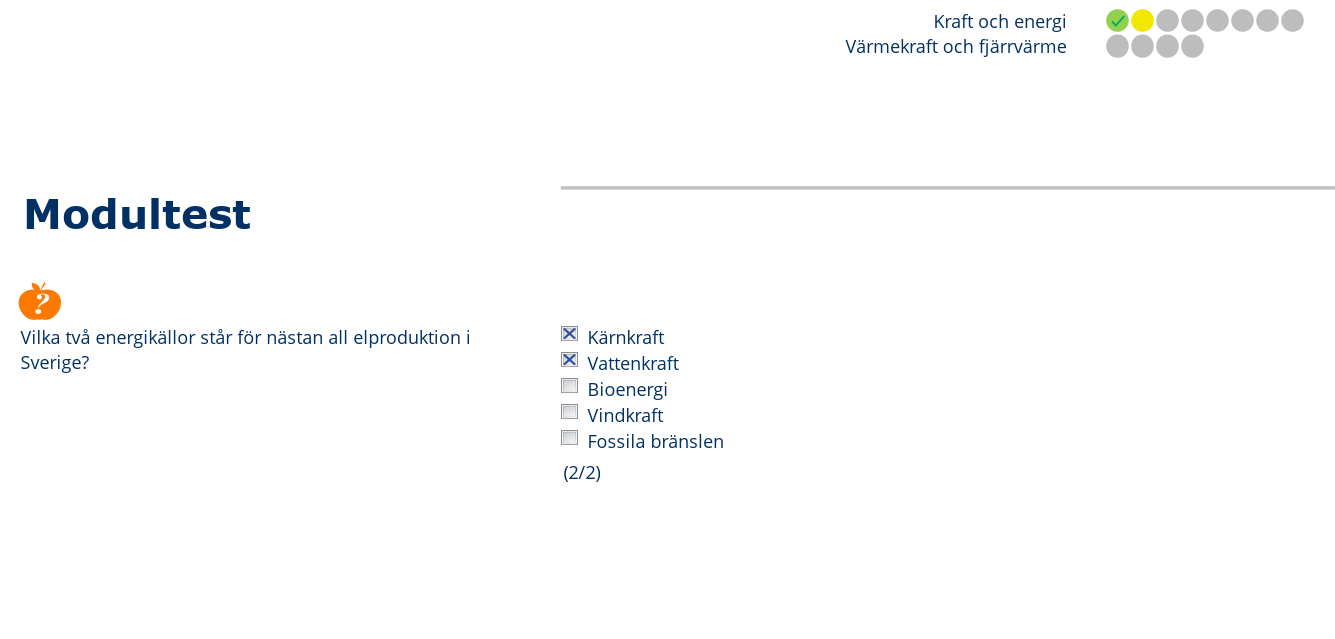 Kraft och energi
Värmekraft och fjärrvärme
Modultest
?
Vilka två energikällor står för nästan all elproduktion i
Sverige?
Kärnkraft
Vattenkraft
Bioenergi
Vindkraft
Fossila bränslen
(2/2)